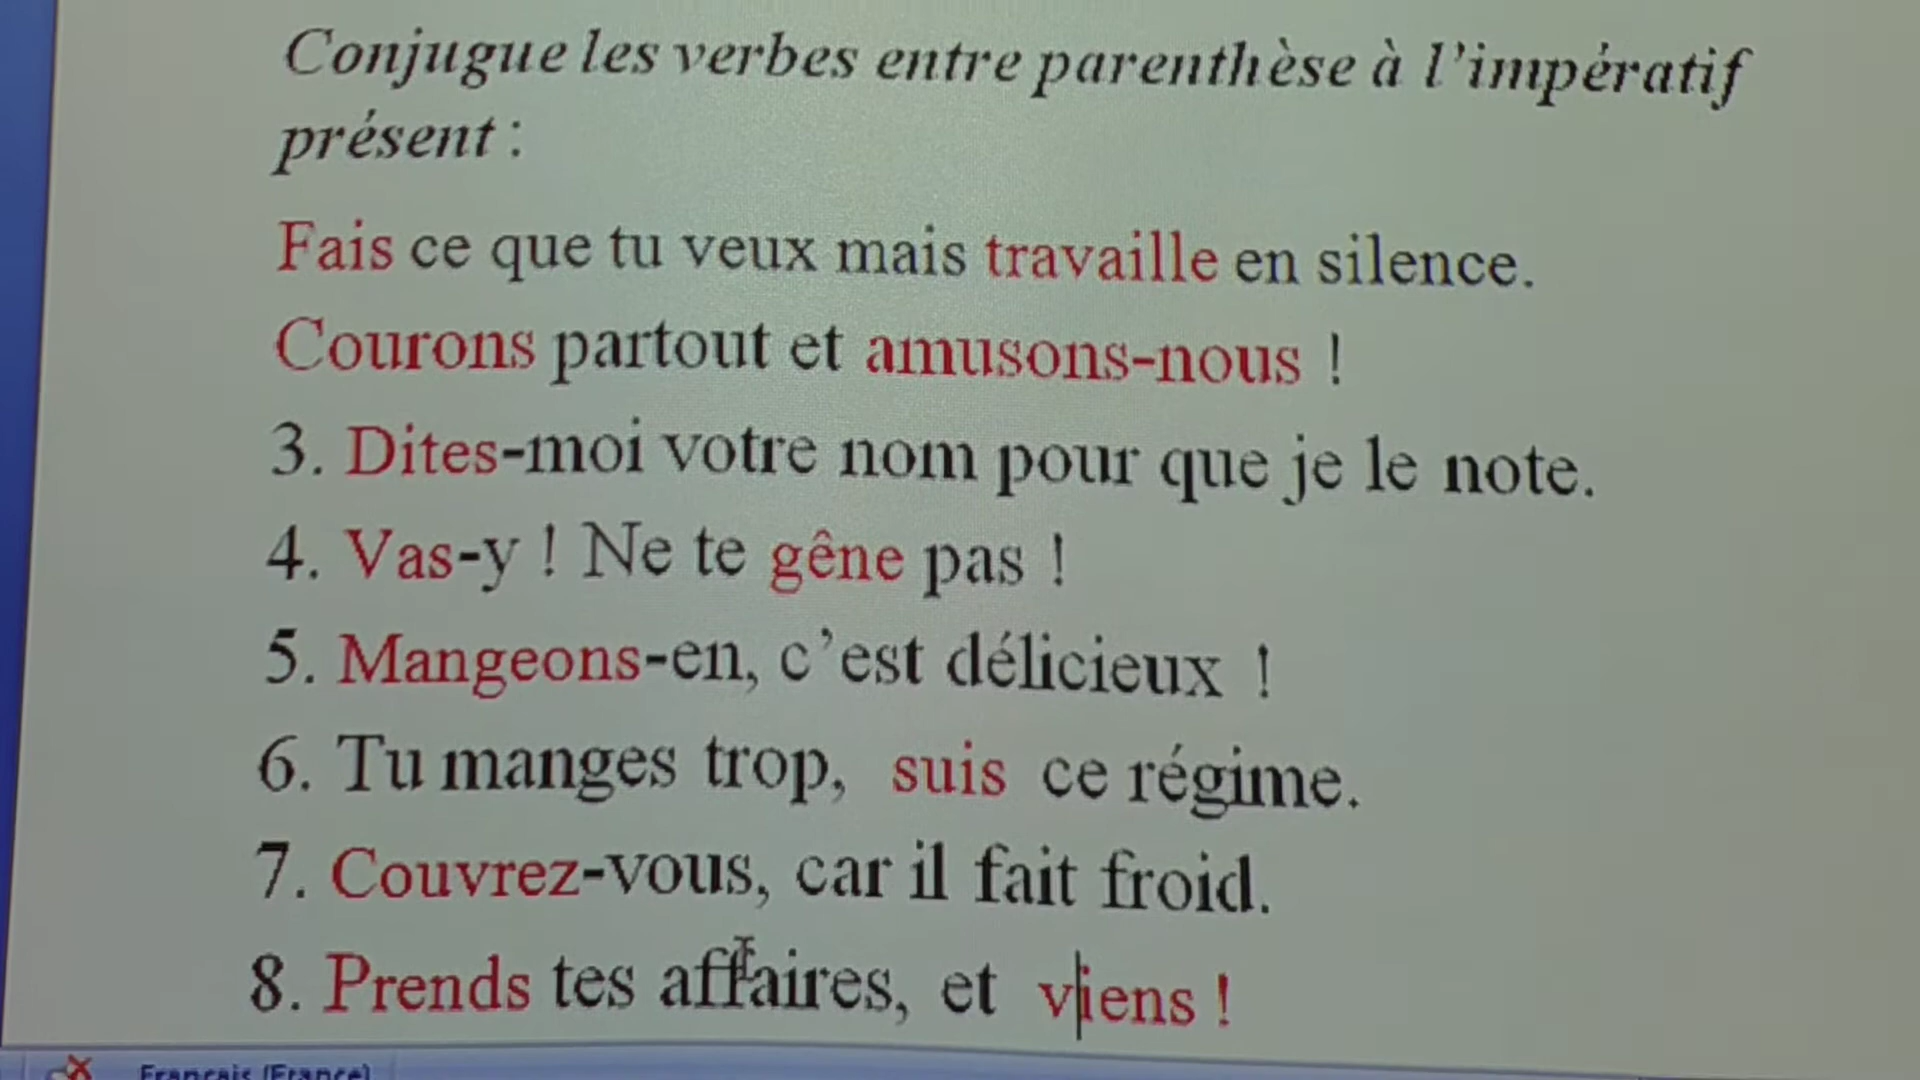 Conjugue les verbes entre parenthèse à l'impératif
présent :
Fais ce que tu veux mais travaille en silence.
Courons partout et amusons-nous !
3. Dites-moi votre nom pour que je le note.
4. Vas-y ! Ne te gêne pas !
5. Mangeons-en, c'est délicieux !
6. Tu manges trop, suis ce régime.
7. Couvrez-vous, car il fait froid.
8. Prends tes affaires, et viens !
Français (France)